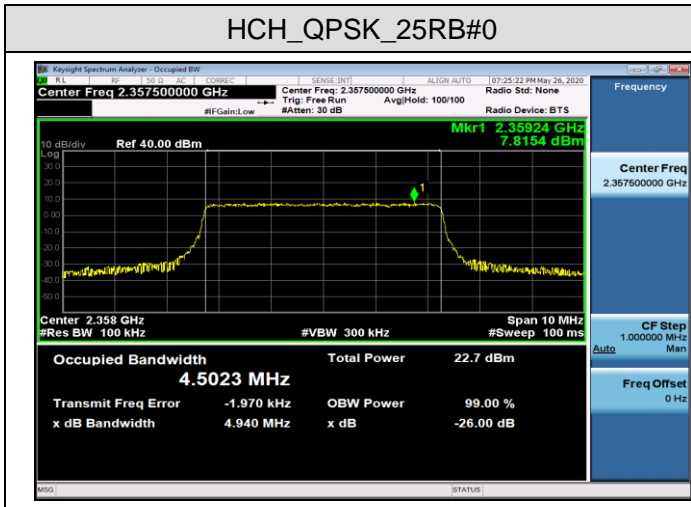 HCH_QPSK_25RB#0
Keysight Spectrum Analyzer - Occupied BW
RL RF 50 Ω AC CORREC SENSE:INT ALIGN AUTO 07:25:22 PM May 26, 2020
Center Freq 2.357500000 GHz Center Freq: 2.357500000 GHz Radio Std: None
Trig: Free Run Avg|Hold: 100/100
#IFGain:Low #Atten: 30 dB Radio Device: BTS
Mkr1 2.35924 GHz
10 dB/div Ref 40.00 dBm 7.8154 dBm
Log
30.0
20.0
10.0
0.00
-10.0
-20.0
-30.0
-40.0
-50.0
1
Center 2.358 GHz Span 10 MHz
#Res BW 100 kHz #VBW 300 kHz #Sweep 100 ms
Occupied Bandwidth Total Power 22.7 dBm
4.5023 MHz
Transmit Freq Error -1.970 kHz OBW Power 99.00 %
x dB Bandwidth 4.940 MHz x dB -26.00 dB
MSG STATUS
Frequency
Center Freq
2.357500000 GHz
CF Step
1.000000 MHz
Auto Man
Freq Offset
0 Hz